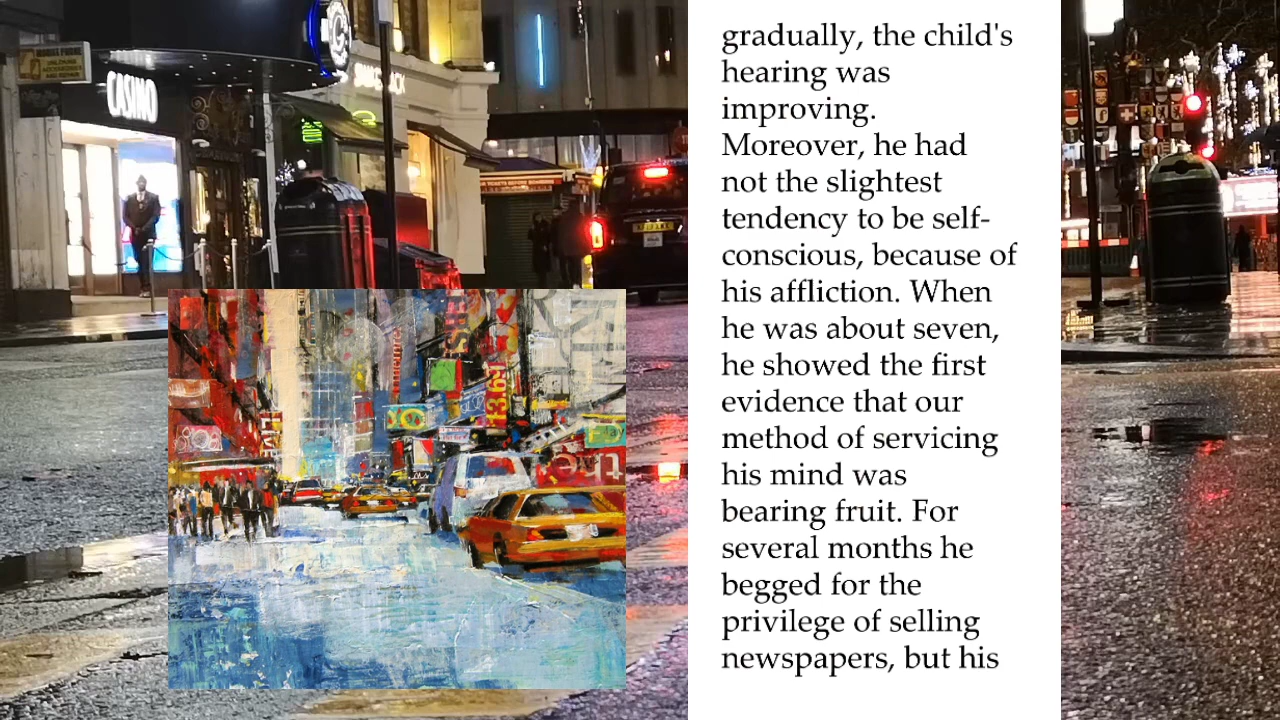 CASINO
gradually, the child's
hearing was
improving.
Moreover, he had
not the slightest
tendency to be self-
conscious, because of
his affliction. When
he was about seven,
he showed the first
evidence that our
method of servicing
his mind was
bearing fruit. For
several months he
begged for the
privilege of selling
newspapers, but his